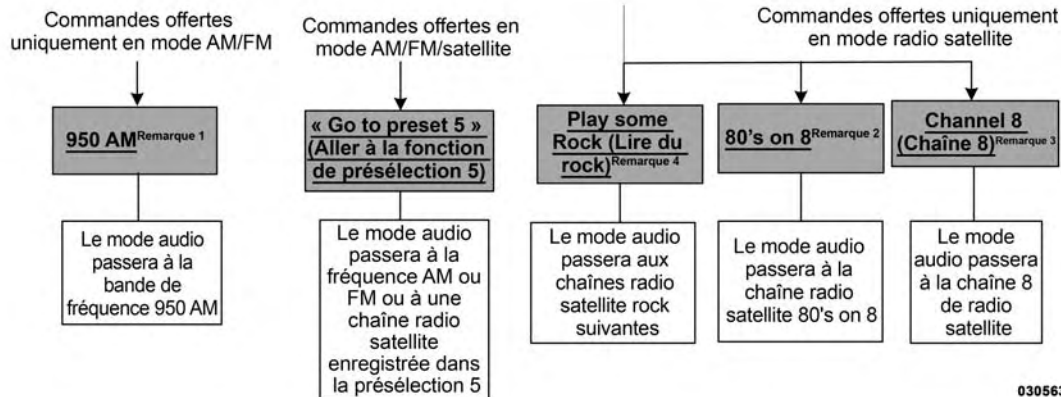 Commandes offertes
uniquement en mode AM/FM
Commandes offertes en
mode AM/FM/satellite
Commandes offertes uniquement
en mode radio satellite
950 AM Remarque 1
« Go to preset 5 »
(Aller à la fonction
de présélection 5)
Play some
Rock (Lire du
rock) Remarque 4
80's on 8 Remarque 2
Channel 8
(Chaîne 8) Remarque 3
Le mode audio
passera à la
bande de
fréquence 950 AM
Le mode audio
passera à la
fréquence AM ou
FM ou à une
chaîne radio
satellite
enregistrée dans
la présélection 5
Le mode audio
passera aux
chaînes radio
satellite rock
suivantes
Le mode audio
passera à la
chaîne radio
satellite 80's on 8
Le mode
audio passera
à la chaîne 8
de radio
satellite